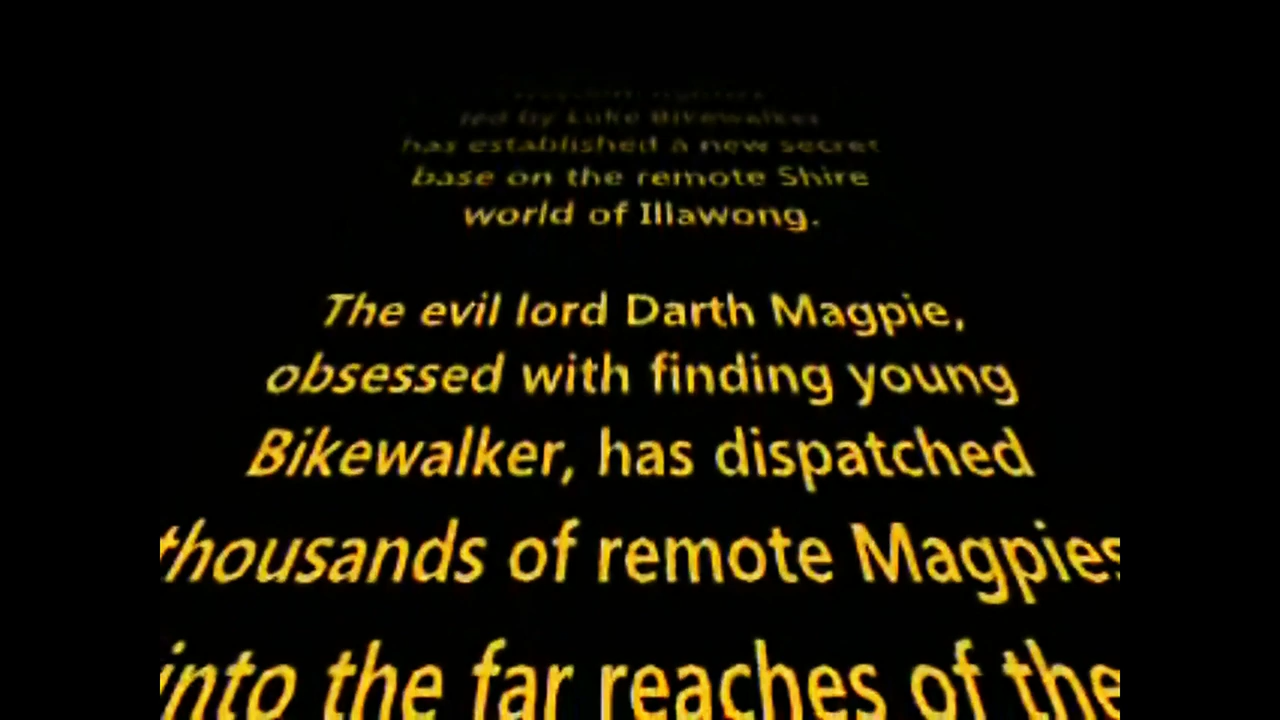 led by Luke Bikewalker
has established a new secret
base on the remote Shire
world of Illawong.
The evil lord Darth Magpie,
obsessed with finding young
Bikewalker, has dispatched
thousands of remote Magpies
into the far reaches of the